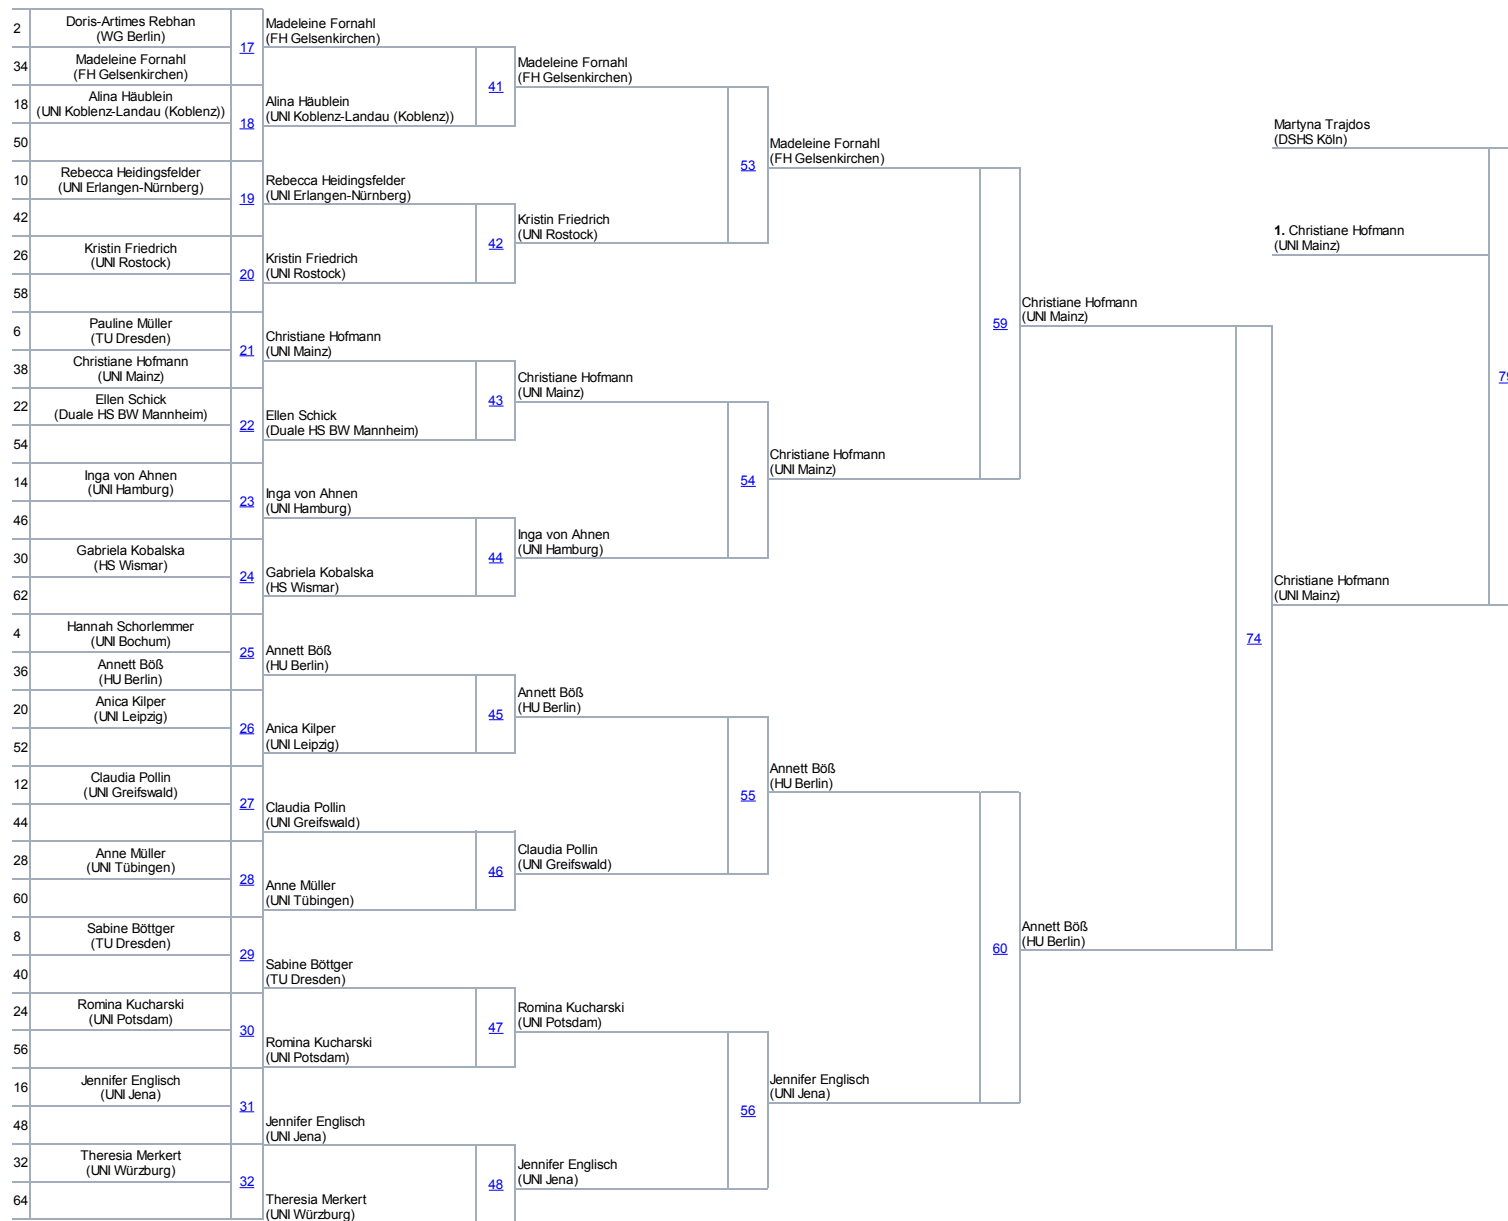 2
Doris-Artimes Rebhan
(WG Berlin)
17
34
Madeleine Fornahl
(FH Gelsenkirchen)
18
Alina Häublein
(UNI Koblenz-Landau (Koblenz))
18
50
10
Rebecca Heidingsfelder
(UNI Erlangen-Nürnberg)
19
42
26
Kristin Friedrich
(UNI Rostock)
20
58
6
Pauline Müller
(TU Dresden)
21
38
Christiane Hofmann
(UNI Mainz)
22
Ellen Schick
(Duale HS BW Mannheim)
22
54
14
Inga von Ahnen
(UNI Hamburg)
23
46
30
Gabriela Kobalska
(HS Wismar)
24
62
4
Hannah Schorlemmer
(UNI Bochum)
25
36
Annett Böß
(HU Berlin)
20
Anica Kilper
(UNI Leipzig)
26
52
12
Claudia Pollin
(UNI Greifswald)
27
44
28
Anne Müller
(UNI Tübingen)
28
60
8
Sabine Böttger
(TU Dresden)
29
40
24
Romina Kucharski
(UNI Potsdam)
30
56
16
Jennifer Englisch
(UNI Jena)
31
48
32
Theresia Merkert
(UNI Würzburg)
32
64
Madeleine Fornahl
(FH Gelsenkirchen)
41
Alina Häublein
(UNI Koblenz-Landau (Koblenz))
Rebecca Heidingsfelder
(UNI Erlangen-Nürnberg)
42
Kristin Friedrich
(UNI Rostock)
Christiane Hofmann
(UNI Mainz)
43
Ellen Schick
(Duale HS BW Mannheim)
Inga von Ahnen
(UNI Hamburg)
44
Gabriela Kobalska
(HS Wismar)
Annett Böß
(HU Berlin)
45
Anica Kilper
(UNI Leipzig)
Claudia Pollin
(UNI Greifswald)
46
Anne Müller
(UNI Tübingen)
Sabine Böttger
(TU Dresden)
47
Romina Kucharski
(UNI Potsdam)
Jennifer Englisch
(UNI Jena)
48
Theresia Merkert
(UNI Würzburg)
Madeleine Fornahl
(FH Gelsenkirchen)
53
Kristin Friedrich
(UNI Rostock)
Christiane Hofmann
(UNI Mainz)
54
Inga von Ahnen
(UNI Hamburg)
Annett Böß
(HU Berlin)
55
Claudia Pollin
(UNI Greifswald)
Romina Kucharski
(UNI Potsdam)
56
Jennifer Englisch
(UNI Jena)
Madeleine Fornahl
(FH Gelsenkirchen)
59
Christiane Hofmann
(UNI Mainz)
Annett Böß
(HU Berlin)
60
Jennifer Englisch
(UNI Jena)
Christiane Hofmann
(UNI Mainz)
74
Annett Böß
(HU Berlin)
Martyna Trajdos
(DSHS Köln)
1. Christiane Hofmann
(UNI Mainz)
Christiane Hofmann
(UNI Mainz)